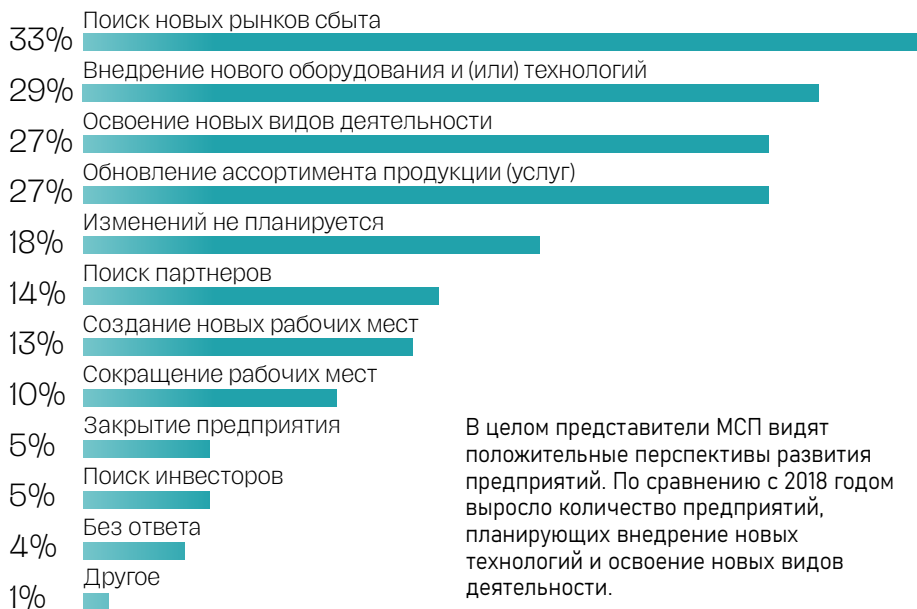 Поиск новых рынков сбыта
33%
Внедрение нового оборудования и (или) технологий
29%
Освоение новых видов деятельности
27%
Обновление ассортимента продукции (услуг)
27%
Изменений не планируется
18%
Поиск партнеров
14%
Создание новых рабочих мест
13%
Сокращение рабочих мест
10%
Закрытие предприятия
5%
Поиск инвесторов
5%
Без ответа
4%
Другое
1%
В целом представители МСП видят
положительные перспективы развития
предприятий. По сравнению с 2018 годом
выросло количество предприятий,
планирующих внедрение новых
технологий и освоение новых видов
деятельности.